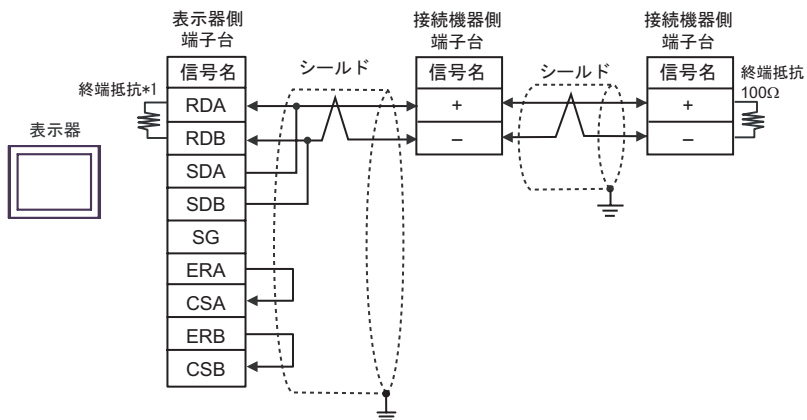 表示器側
端子台
接続機器側
端子台
接続機器側
端子台
終端抵抗*1
信号名
シールド
信号名
シールド
信号名
終端抵抗
100Ω
表示器
RDA
+
+
RDB
−
−
SDA
SDB
SG
ERA
CSA
ERB
CSB